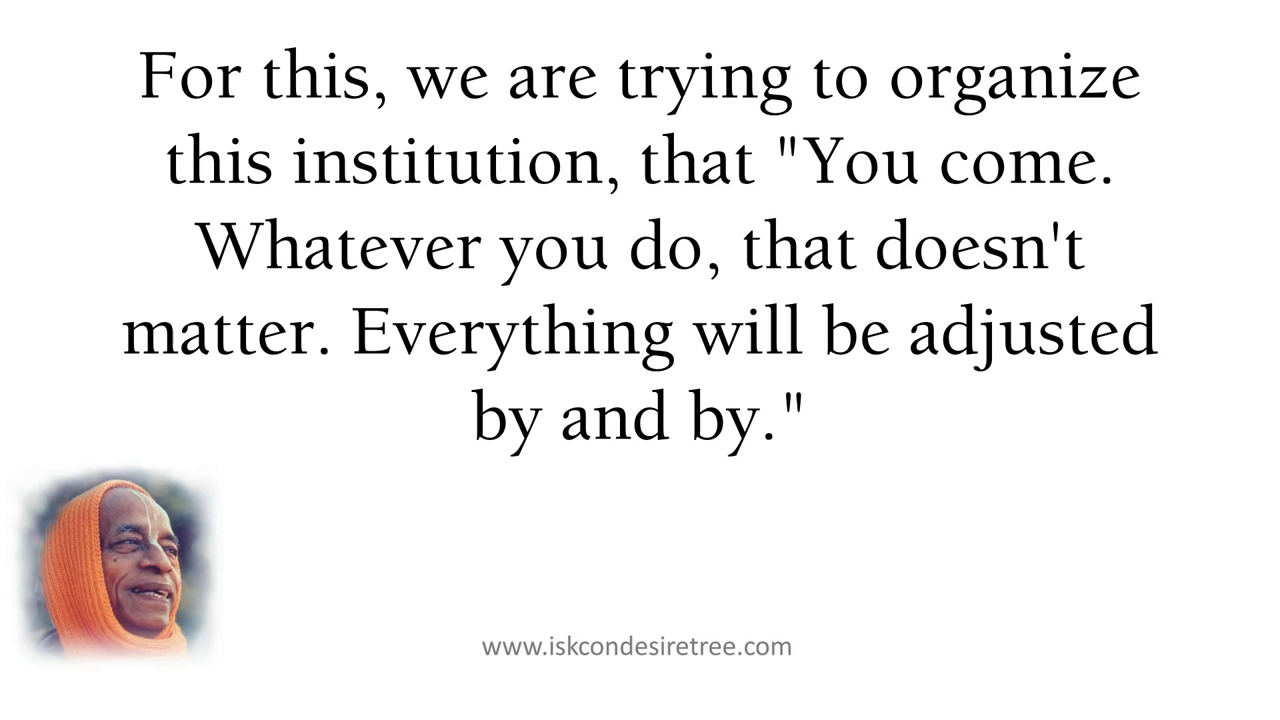 For this, we are trying to organize
this institution, that "You come.
Whatever you do, that doesn't
matter. Everything will be adjusted
by and by."
www.iskcondesiretree.com